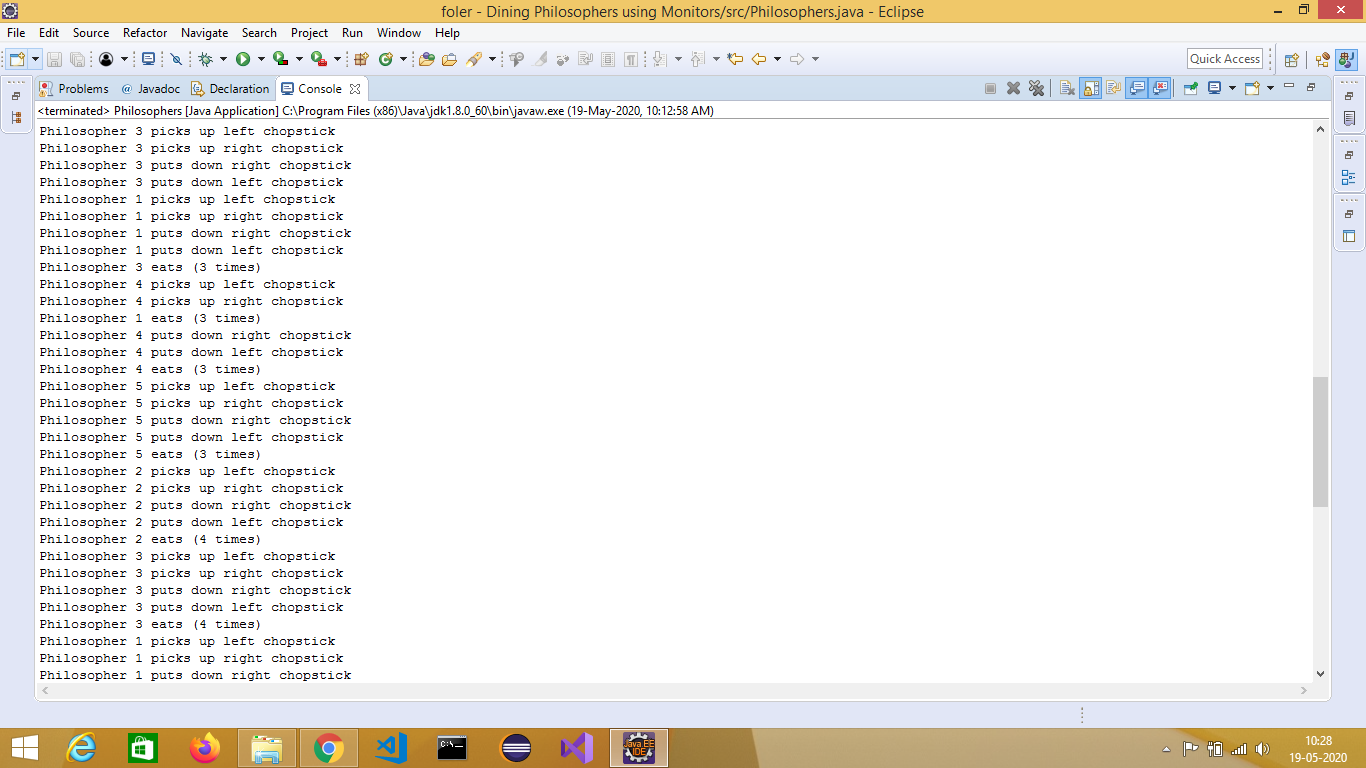 foler - Dining Philosophers using Monitors/src/Philosophers.java - Eclipse
File Edit Source Refactor Navigate Search Project Run Window Help
Quick Access
Problems @ Javadoc Declaration Console
<terminated> Philosophers [Java Application] C:\Program Files (x86)\Java\jdk1.8.0_60\bin\javaw.exe (19-May-2020, 10:12:58 AM)
Philosopher 3 picks up left chopstick
Philosopher 3 picks up right chopstick
Philosopher 3 puts down right chopstick
Philosopher 3 puts down left chopstick
Philosopher 1 picks up left chopstick
Philosopher 1 picks up right chopstick
Philosopher 1 puts down right chopstick
Philosopher 1 puts down left chopstick
Philosopher 3 eats (3 times)
Philosopher 4 picks up left chopstick
Philosopher 4 picks up right chopstick
Philosopher 1 eats (3 times)
Philosopher 4 puts down right chopstick
Philosopher 4 puts down left chopstick
Philosopher 4 eats (3 times)
Philosopher 5 picks up left chopstick
Philosopher 5 picks up right chopstick
Philosopher 5 puts down right chopstick
Philosopher 5 puts down left chopstick
Philosopher 5 eats (3 times)
Philosopher 2 picks up left chopstick
Philosopher 2 picks up right chopstick
Philosopher 2 puts down right chopstick
Philosopher 2 puts down left chopstick
Philosopher 2 eats (4 times)
Philosopher 3 picks up left chopstick
Philosopher 3 picks up right chopstick
Philosopher 3 puts down right chopstick
Philosopher 3 puts down left chopstick
Philosopher 3 eats (4 times)
Philosopher 1 picks up left chopstick
Philosopher 1 picks up right chopstick
Philosopher 1 puts down right chopstick
C:\
Java EE
IDE
10:28
19-05-2020